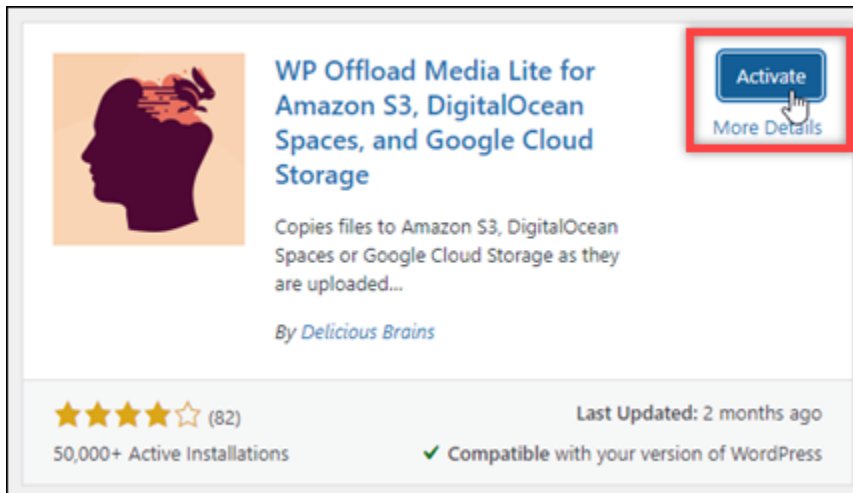 WP Offload Media Lite for
Amazon S3, DigitalOcean
Spaces, and Google Cloud
Storage
Activate
More Details
Copies files to Amazon S3, DigitalOcean
Spaces or Google Cloud Storage as they
are uploaded...
By Delicious Brains
(82)
Last Updated: 2 months ago
50,000+ Active Installations
Compatible with your version of WordPress